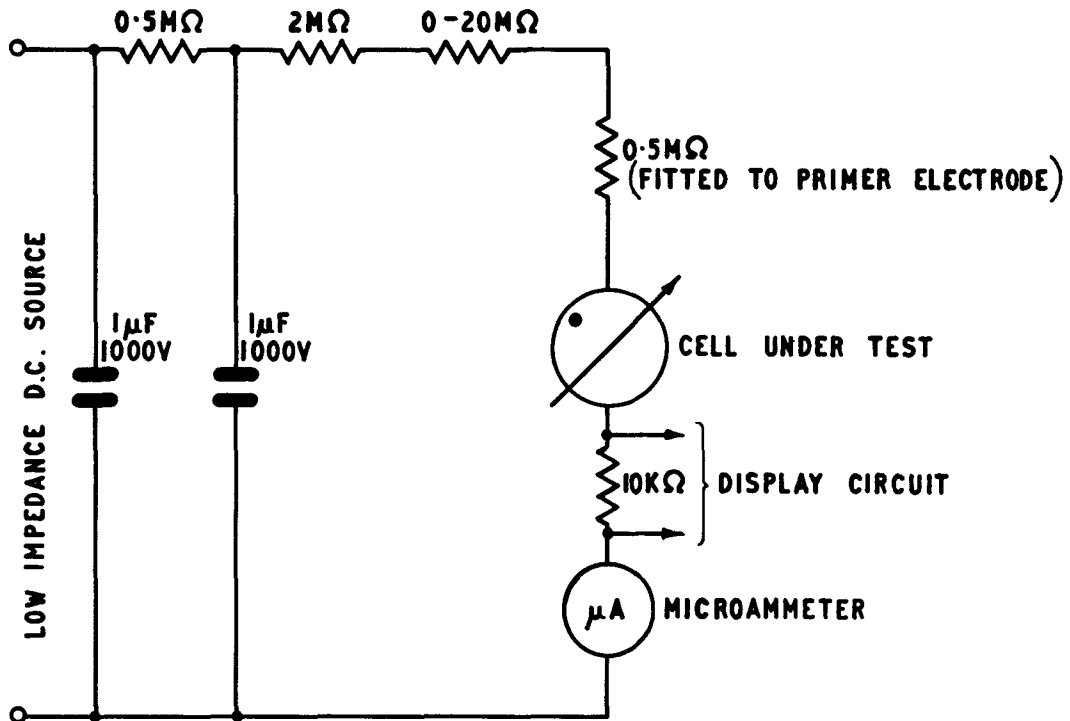 0·5MΩ
2MΩ
0-20MΩ
0·5MΩ
(FITTED TO PRIMER ELECTRODE)
LOW IMPEDANCE D.C. SOURCE
1μF
1000V
1μF
1000V
CELL UNDER TEST
10KΩ
DISPLAY CIRCUIT
μA
MICROAMMETER